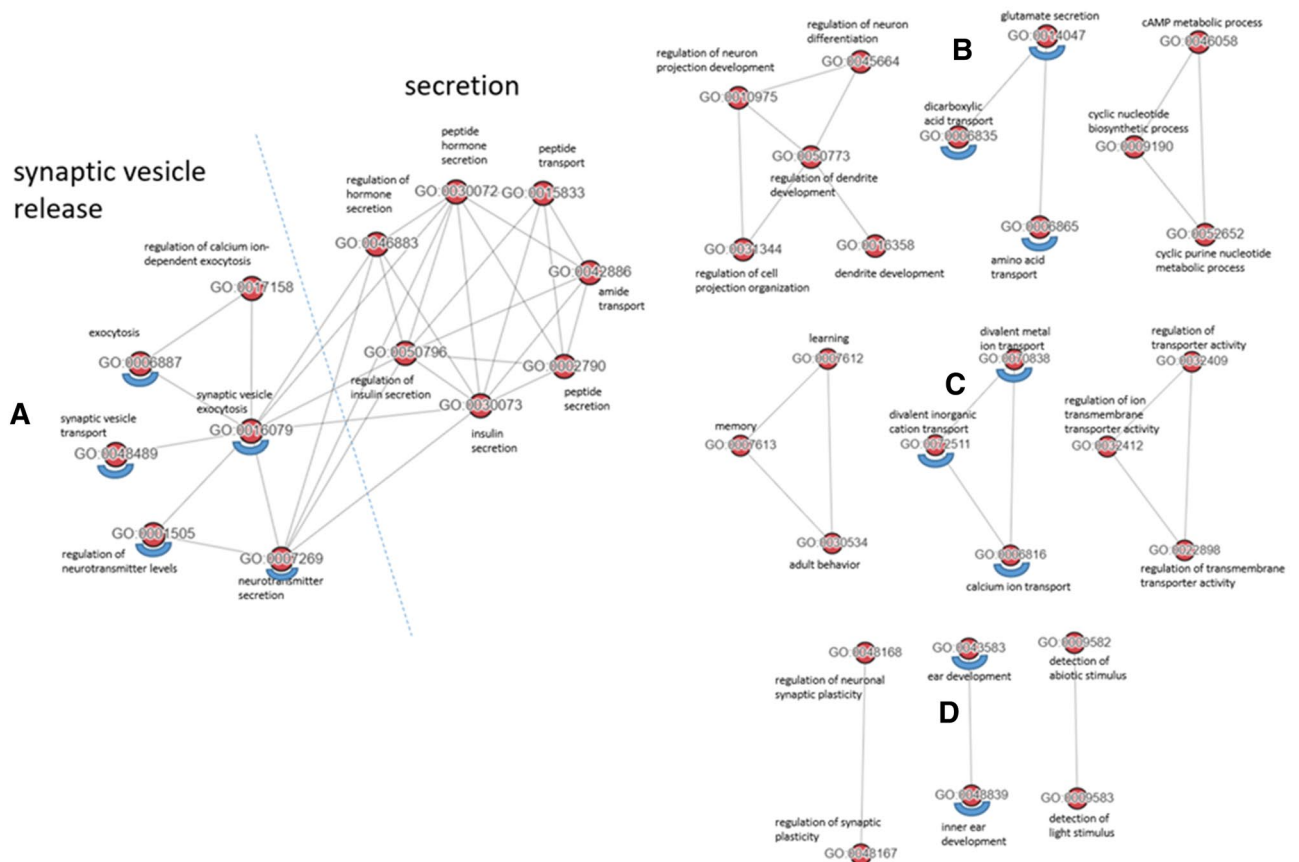 synaptic vesicle
release
secretion
peptide
hormone
secretion
peptide
transport
regulation of
hormone
secretion
GO:0030072
GO:0015833
GO:0046883
GO:0042886
amide
transport
regulation of calcium ion-
dependent exocytosis
GO:0017158
exocytosis
GO:0006887
GO:0050796
regulation of
insulin secretion
GO:0002790
peptide
secretion
GO:0030073
insulin
secretion
A
synaptic vesicle
exocytosis
GO:0016079
synaptic vesicle
transport
GO:0048489
GO:0001505
regulation of
neurotransmitter levels
GO:0007269
neurotransmitter
secretion
regulation of neuron
differentiation
GO:0045664
regulation of neuron
projection development
GO:0010975
GO:0050773
regulation of dendrite
development
GO:0031344
regulation of cell
projection organization
GO:0016358
dendrite development
B
glutamate secretion
GO:0014047
dicarboxylic
acid transport
GO:0006835
GO:0006865
amino acid
transport
cAMP metabolic process
GO:0046058
cyclic nucleotide
biosynthetic process
GO:0009190
GO:0052652
cyclic purine nucleotide
metabolic process
learning
GO:0007612
memory
GO:0007613
GO:0030534
adult behavior
C
divalent metal
ion transport
GO:0070838
divalent inorganic
cation transport
GO:0072511
GO:0006816
calcium ion transport
regulation of
transporter activity
GO:0032409
regulation of ion
transmembrane
transporter activity
GO:0032412
GO:0022898
regulation of transmembrane
transporter activity
GO:0048168
regulation of neuronal
synaptic plasticity
regulation of synaptic
plasticity
GO:0048167
D
GO:0043583
ear development
GO:0048839
inner ear
development
GO:0009582
detection of
abiotic stimulus
GO:0009583
detection of
light stimulus